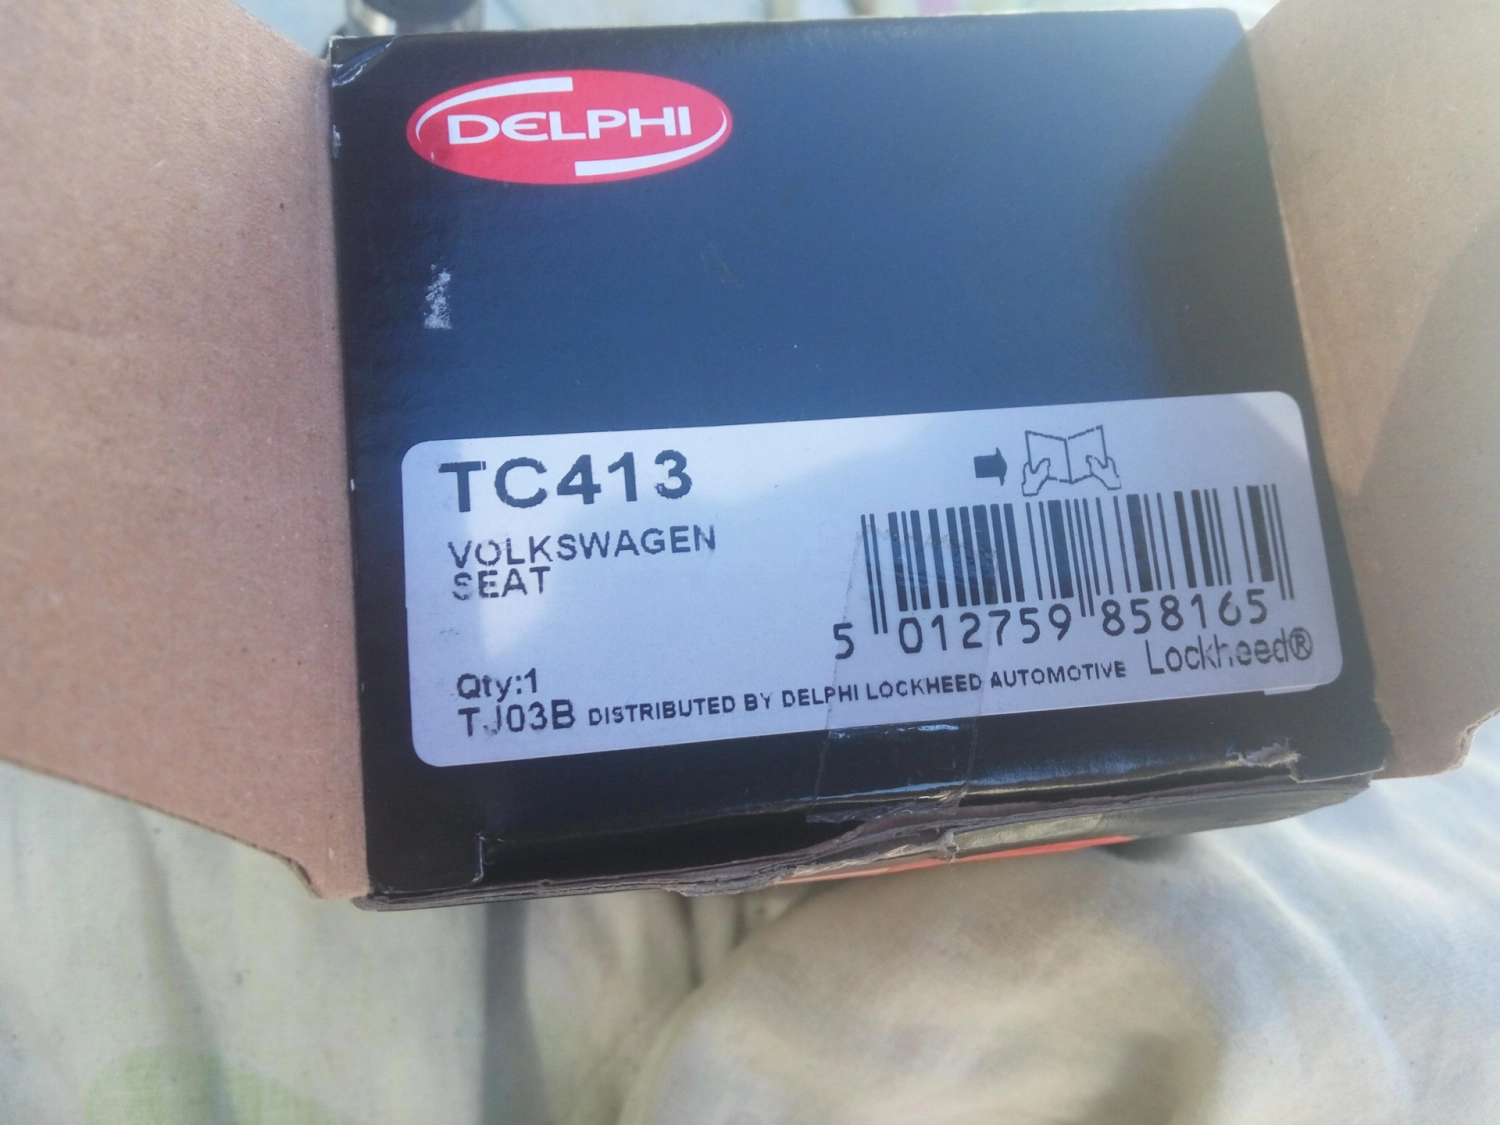 DELPHI
TC413
VOLKSWAGEN
SEAT
5 012759 858165
Qty:1
TJ03B DISTRIBUTED BY DELPHI LOCKHEED AUTOMOTIVE Lockheed®